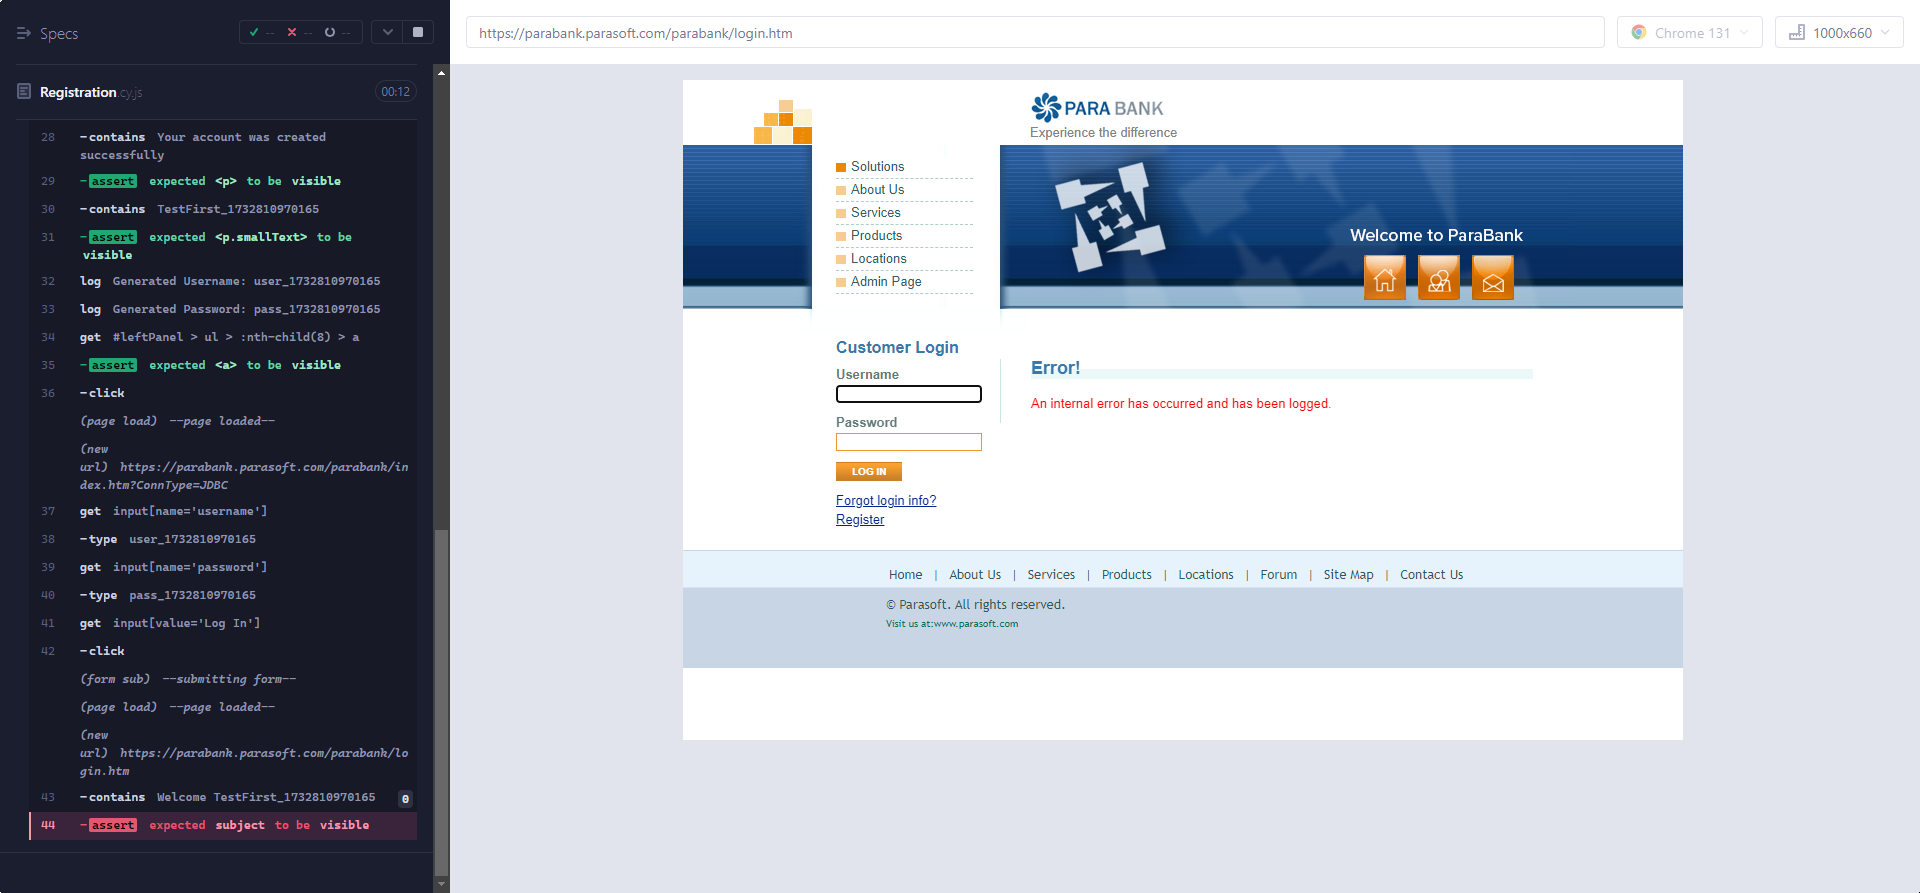 Specs
-- -- --
Registration.cy.js
00:12
28 -contains Your account was created
successfully
29 -assert expected <p> to be visible
30 -contains TestFirst_1732810970165
31 -assert expected <p.smallText> to be
visible
32 log Generated Username: user_1732810970165
33 log Generated Password: pass_1732810970165
34 get #leftPanel > ul > :nth-child(8) > a
35 -assert expected <a> to be visible
36 -click
(page load) --page loaded--
(new
url) https://parabank.parasoft.com/parabank/in
dex.htm?ConnType=JDBC
37 get input[name='username']
38 -type user_1732810970165
39 get input[name='password']
40 -type pass_1732810970165
41 get input[value='Log In']
42 -click
(form sub) --submitting form--
(page load) --page loaded--
(new
url) https://parabank.parasoft.com/parabank/lo
gin.htm
43 -contains Welcome TestFirst_1732810970165 0
44 -assert expected subject to be visible
https://parabank.parasoft.com/parabank/login.htm
Chrome 131
1000x660
PARA BANK
Experience the difference
Solutions
About Us
Services
Products
Locations
Admin Page
Welcome to ParaBank
Customer Login
Username
Password
LOG IN
Forgot login info?
Register
Error!
An internal error has occurred and has been logged.
Home | About Us | Services | Products | Locations | Forum | Site Map | Contact Us
© Parasoft. All rights reserved.
Visit us at:www.parasoft.com